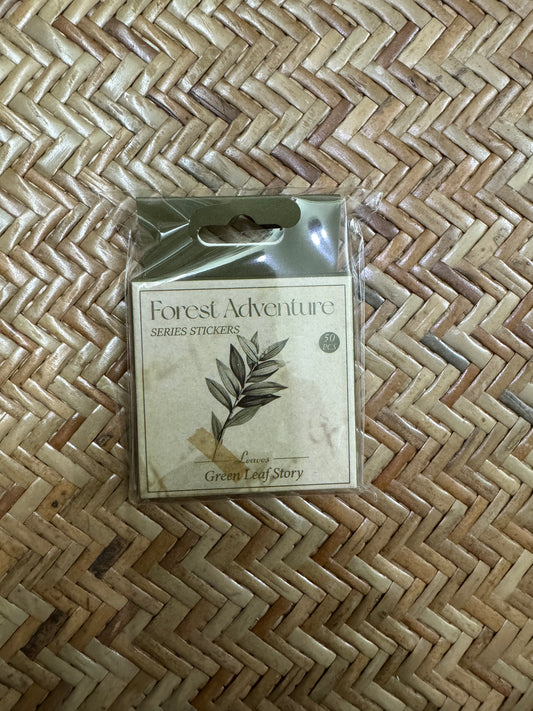 Forest Adventure
SERIES STICKERS
50
PCS
Leaves
Green Leaf Story